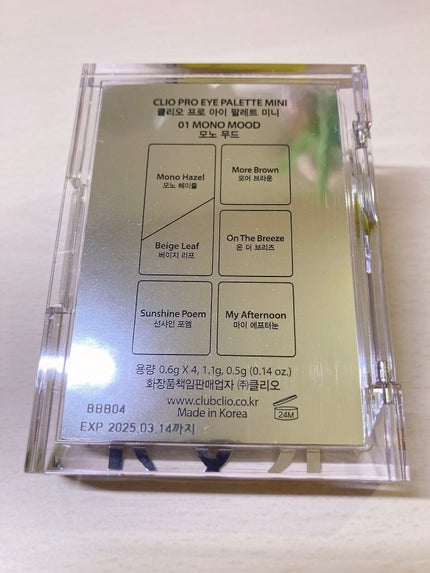 CLIO PRO EYE PALETTE MINI
클리오 프로 아이 팔레트 미니
01 MONO MOOD
모노 무드
Mono Hazel
모노 헤이즐
More Brown
모어 브라운
Beige Leaf
베이지 리프
On The Breeze
온 더 브리즈
Sunshine Poem
선샤인 포엠
My Afternoon
마이 에프터눈
용량 0.6g X 4, 1.1g, 0.5g (0.14 oz.)
화장품책임판매업자 ㈜클리오
www.clubclio.co.kr
Made in Korea
24M
BBB04
EXP 2025.03.14까지